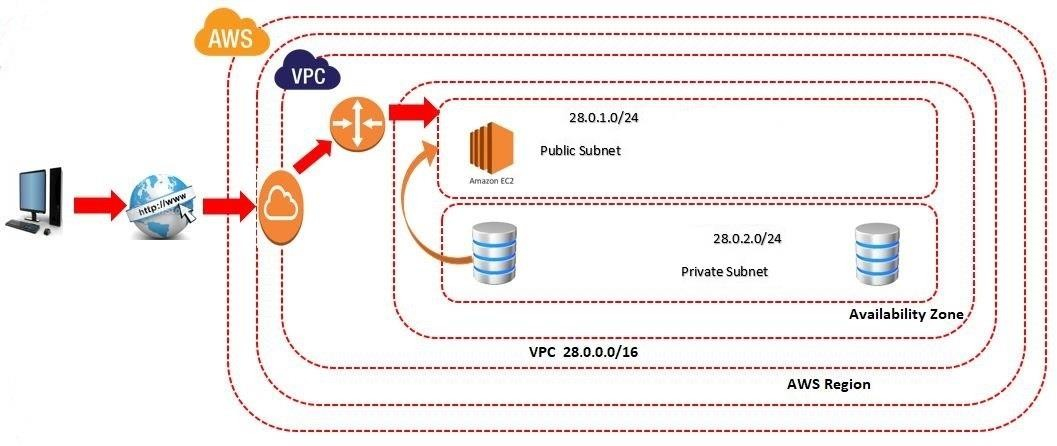 AWS
VPC
28.0.1.0/24
Public Subnet
Amazon EC2
http://www
28.0.2.0/24
Private Subnet
Availability Zone
VPC 28.0.0.0/16
AWS Region